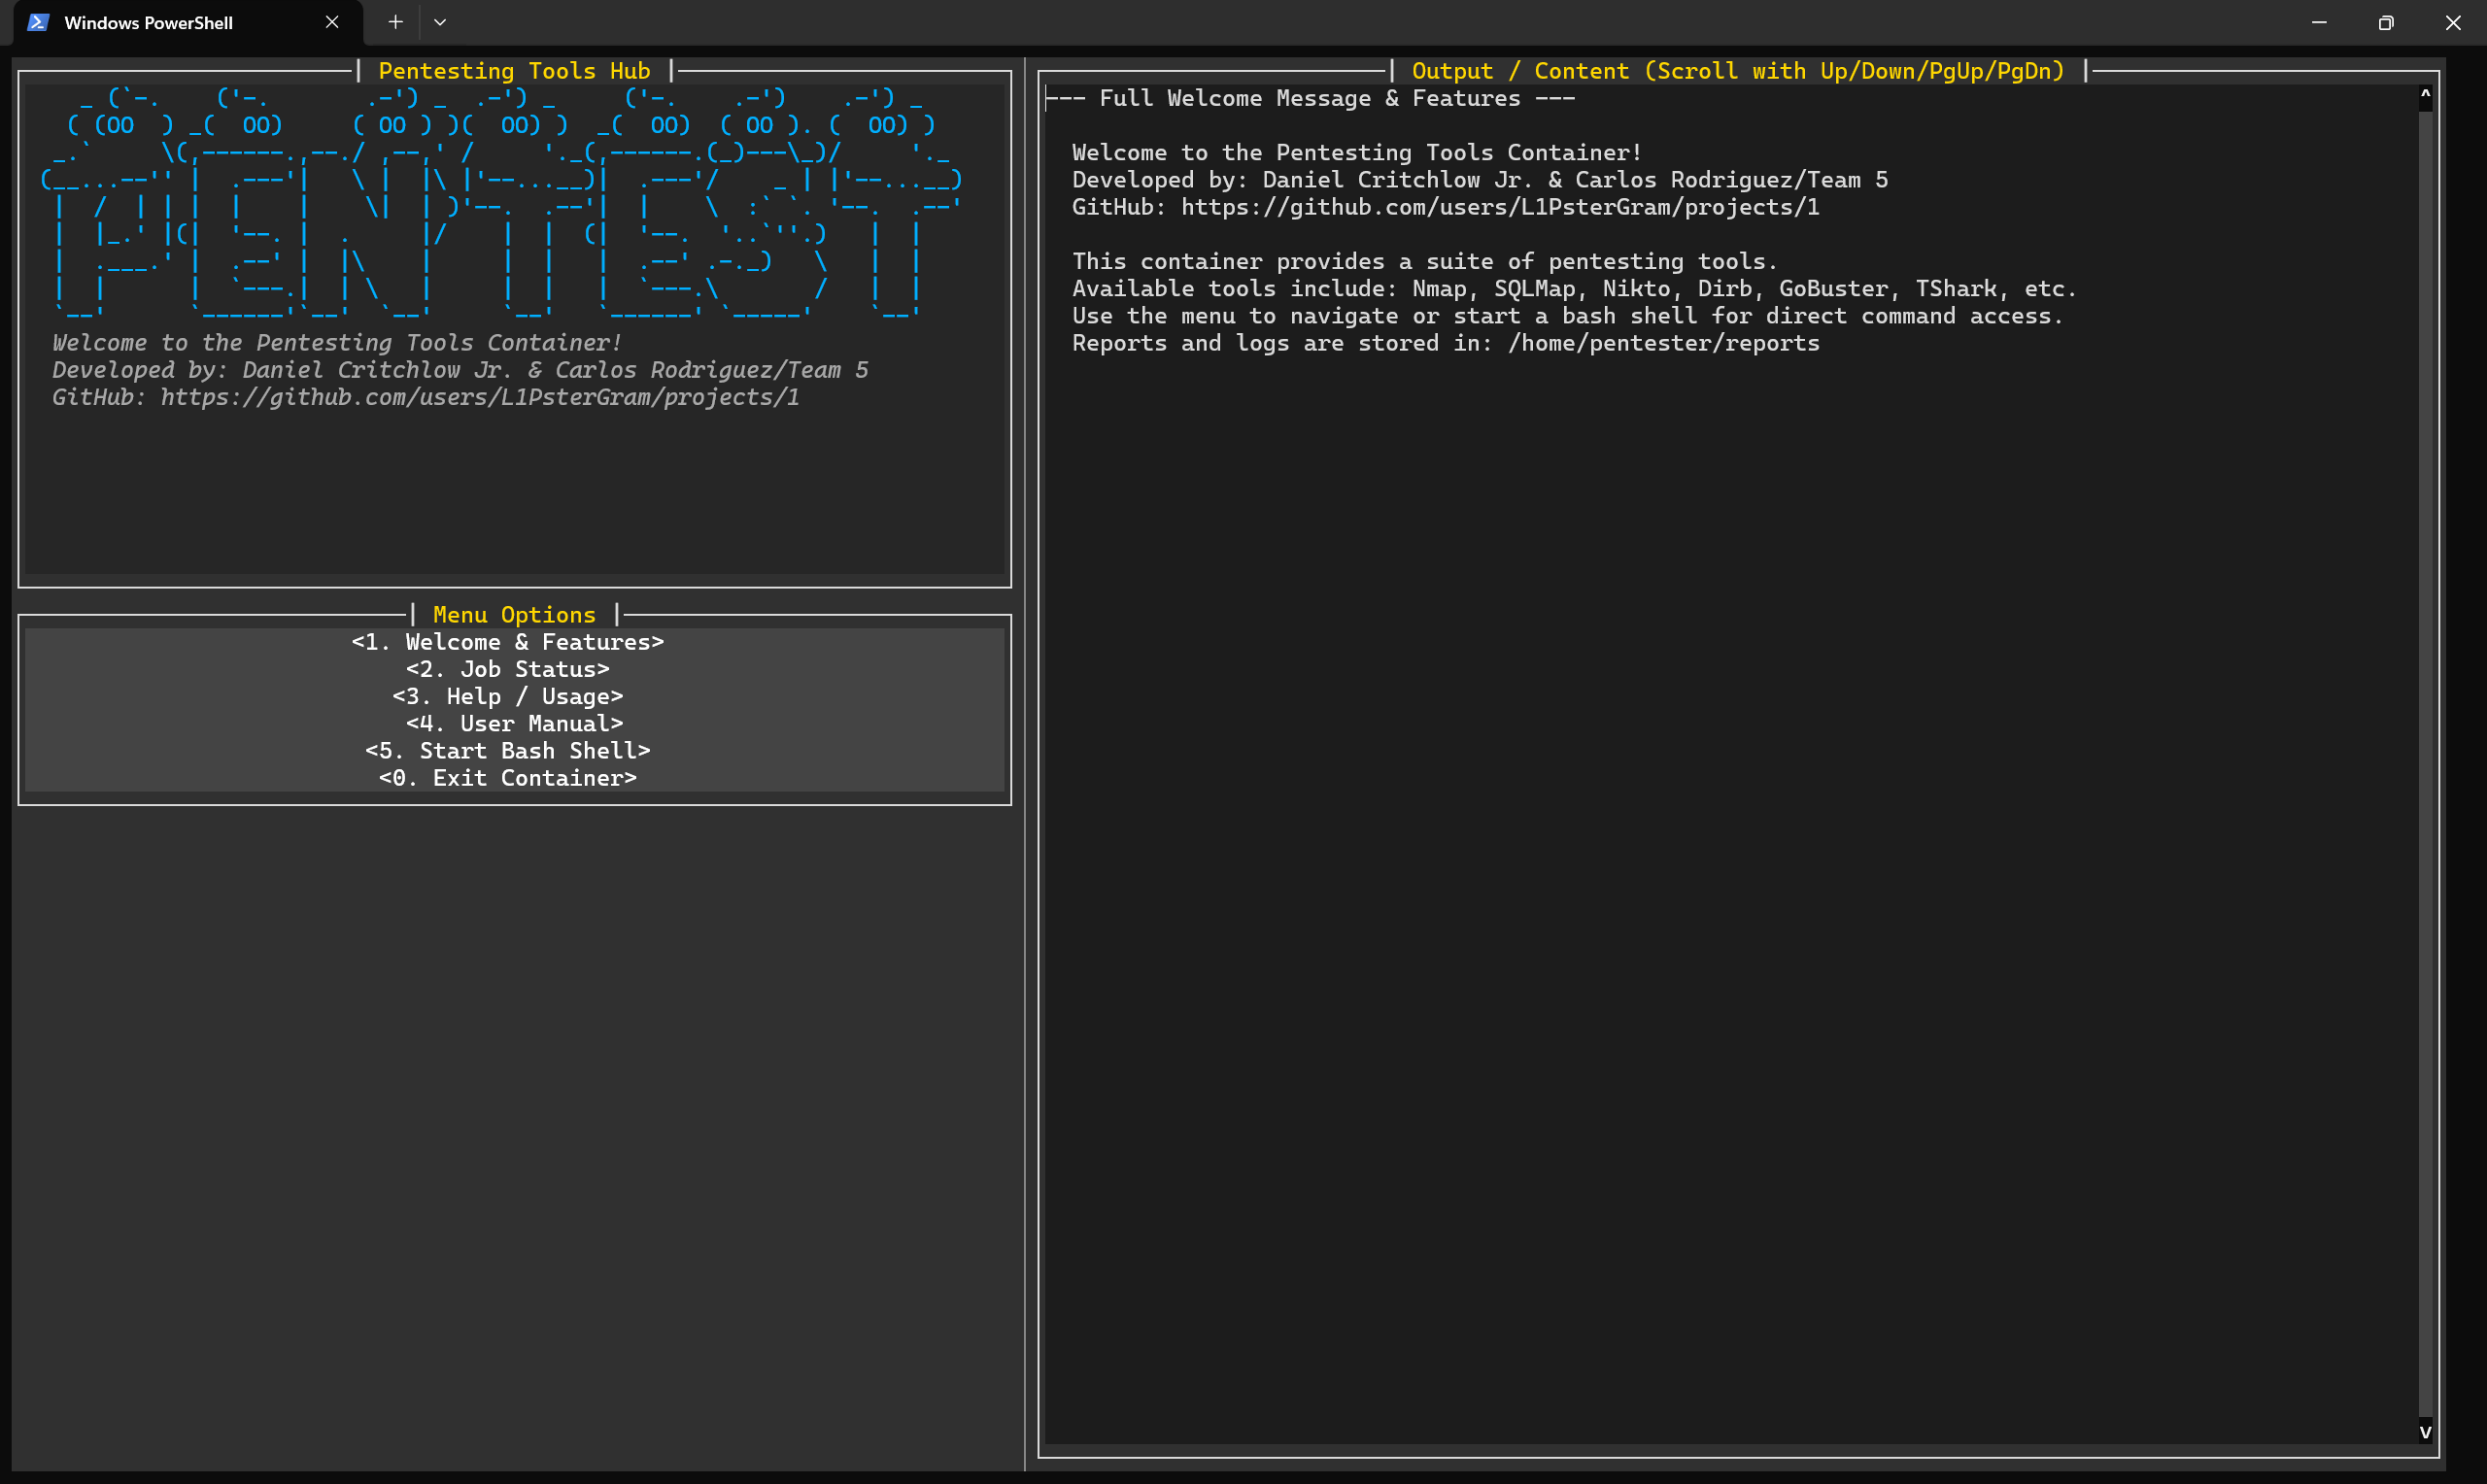 Windows PowerShell
Pentesting Tools Hub
PENTEST
Welcome to the Pentesting Tools Container!
Developed by: Daniel Critchlow Jr. & Carlos Rodriguez/Team 5
GitHub: https://github.com/users/L1PsterGram/projects/1
Menu Options
<1. Welcome & Features>
<2. Job Status>
<3. Help / Usage>
<4. User Manual>
<5. Start Bash Shell>
<0. Exit Container>
Output / Content (Scroll with Up/Down/PgUp/PgDn)
--- Full Welcome Message & Features ---
Welcome to the Pentesting Tools Container!
Developed by: Daniel Critchlow Jr. & Carlos Rodriguez/Team 5
GitHub: https://github.com/users/L1PsterGram/projects/1
This container provides a suite of pentesting tools.
Available tools include: Nmap, SQLMap, Nikto, Dirb, GoBuster, TShark, etc.
Use the menu to navigate or start a bash shell for direct command access.
Reports and logs are stored in: /home/pentester/reports